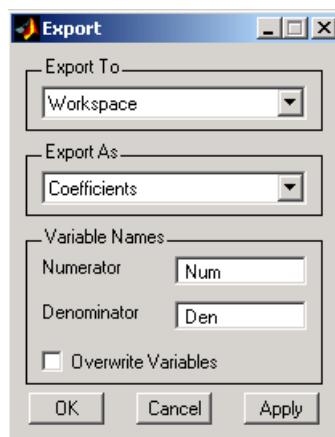 Export
Export To
Workspace
Export As
Coefficients
Variable Names
Numerator Num
Denominator Den
Overwrite Variables
OK Cancel Apply